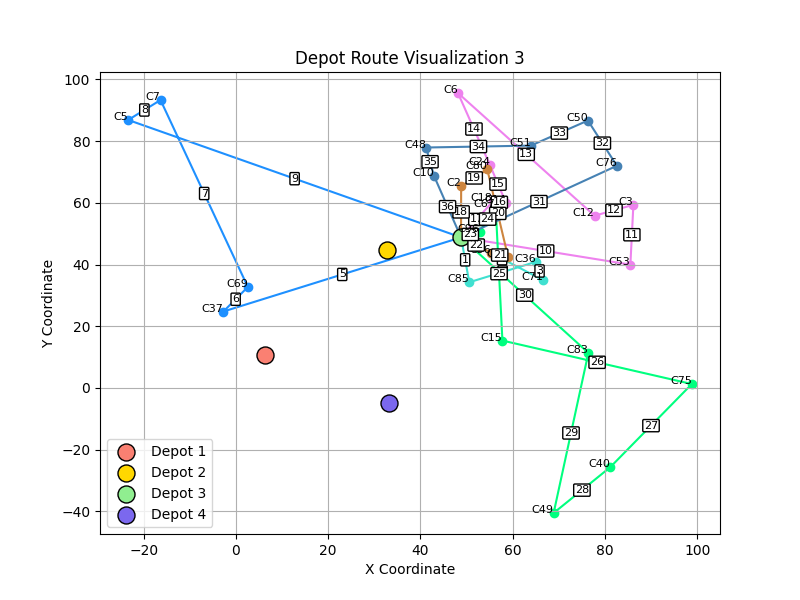 Depot Route Visualization 3
Y Coordinate
100
80
60
40
20
0
−20
−40
C6
C7
8
C5
14
C50
33
C51
32
C48
34
13
35
C24
C76
C10
19
9
15
C2
7
31
16
C3
36
18
12
C12
20
24
11
23
22
10
1
21
C36
C53
3
C71
25
5
C85
C69
6
30
C37
C15
C83
26
C75
29
27
C40
28
C49
Depot 1
Depot 2
Depot 3
Depot 4
−20
0
20
40
60
80
100
X Coordinate